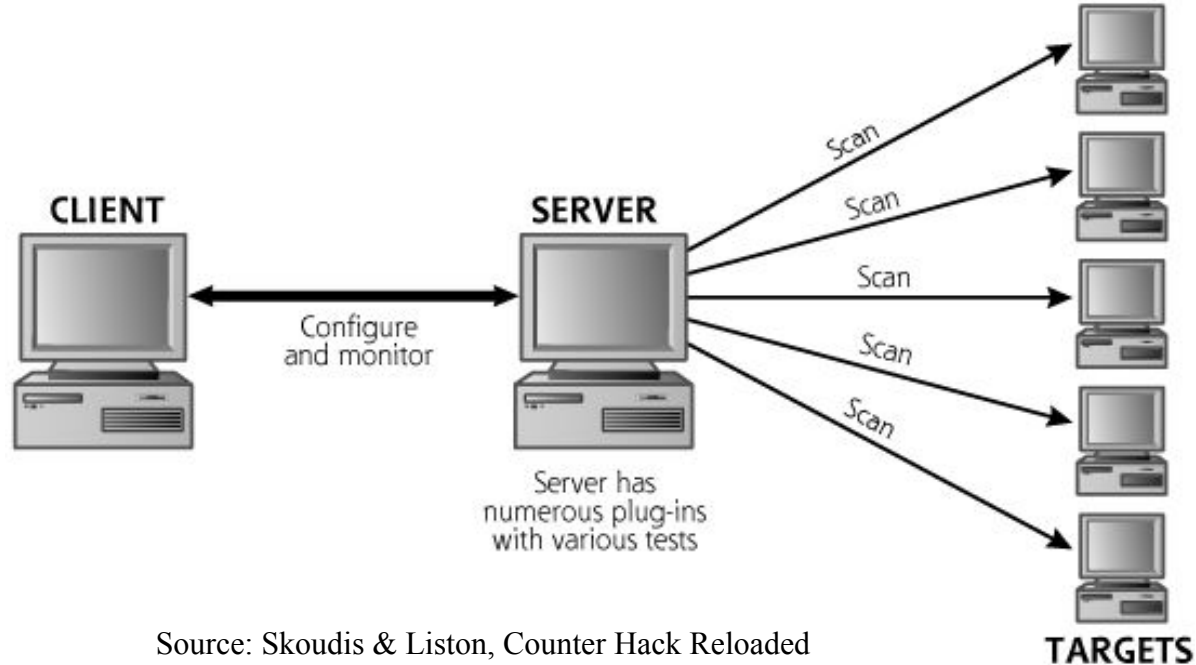 CLIENT
Configure
and monitor
SERVER
Server has
numerous plug-ins
with various tests
Scan
Scan
Scan
Scan
Scan
TARGETS
Source: Skoudis & Liston, Counter Hack Reloaded